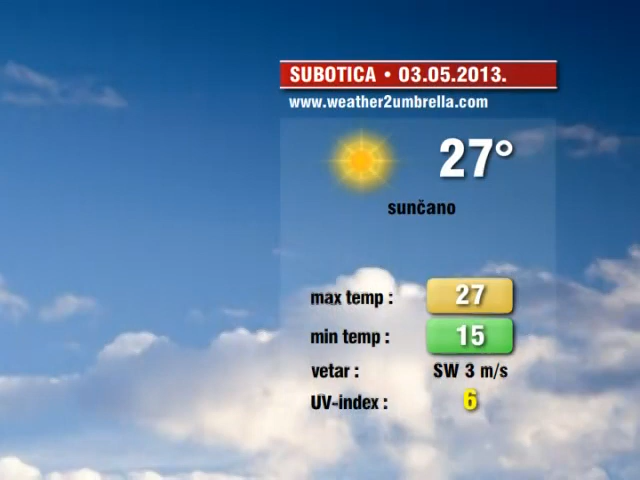 SUBOTICA • 03.05.2013.
www.weather2umbrella.com
27°
sunčano
max temp : 27
min temp : 15
vetar : SW 3 m/s
UV-index : 6